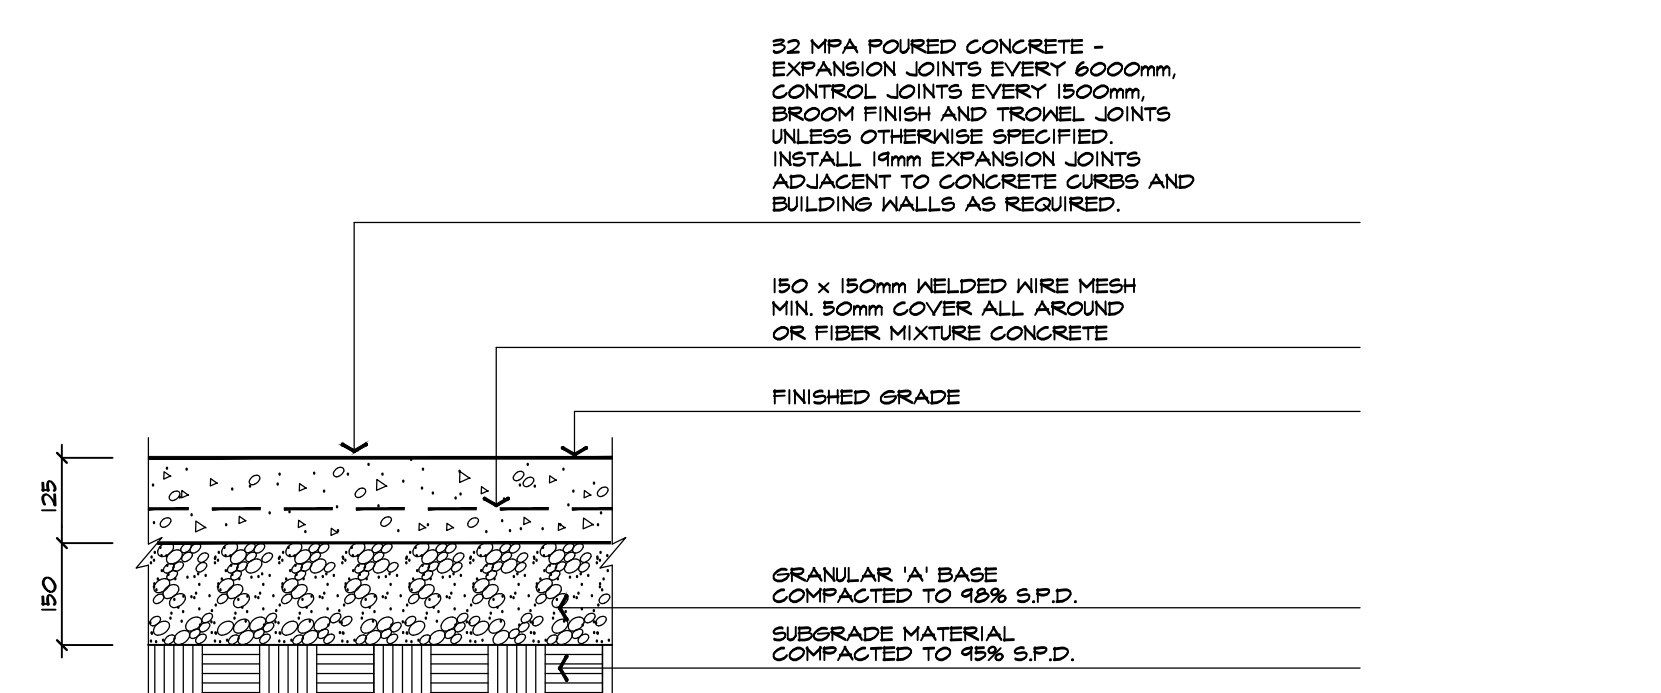 32 MPA POURED CONCRETE -
EXPANSION JOINTS EVERY 6000mm,
CONTROL JOINTS EVERY 1500mm,
BROOM FINISH AND TROWEL JOINTS
UNLESS OTHERWISE SPECIFIED.
INSTALL 19mm EXPANSION JOINTS
ADJACENT TO CONCRETE CURBS AND
BUILDING WALLS AS REQUIRED.
150 x 150mm WELDED WIRE MESH
MIN. 50mm COVER ALL AROUND
OR FIBER MIXTURE CONCRETE
FINISHED GRADE
125
150
GRANULAR 'A' BASE
COMPACTED TO 98% S.P.D.
SUBGRADE MATERIAL
COMPACTED TO 95% S.P.D.